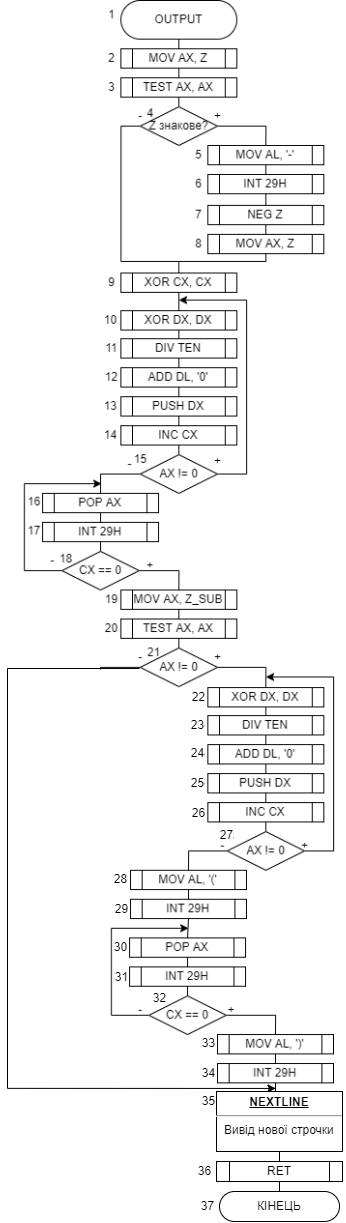 1 OUTPUT
2 MOV AX, Z
3 TEST AX, AX
- 4 +
Z знакове?
5 MOV AL, '-'
6 INT 29H
7 NEG Z
8 MOV AX, Z
9 XOR CX, CX
10 XOR DX, DX
11 DIV TEN
12 ADD DL, '0'
13 PUSH DX
14 INC CX
- 15 +
AX != 0
16 POP AX
17 INT 29H
- 18 +
CX == 0
19 MOV AX, Z_SUB
20 TEST AX, AX
- 21 +
AX != 0
22 XOR DX, DX
23 DIV TEN
24 ADD DL, '0'
25 PUSH DX
26 INC CX
27
- +
AX != 0
28 MOV AL, '('
29 INT 29H
30 POP AX
31 INT 29H
32
- +
CX == 0
33 MOV AL, ')'
34 INT 29H
35 NEXTLINE
Вивід нової строчки
36 RET
37 КІНЕЦЬ